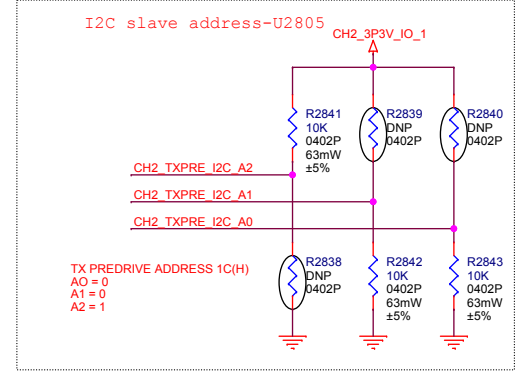 I2C slave address-U2805
CH2_3P3V_IO_1
R2841
10K
0402P
63mW
±5%
R2839
DNP
0402P
R2840
DNP
0402P
CH2_TXPRE_I2C_A2
CH2_TXPRE_I2C_A1
CH2_TXPRE_I2C_A0
TX PREDRIVE ADDRESS 1C(H)
AO = 0
A1 = 0
A2 = 1
R2838
DNP
0402P
R2842
10K
0402P
63mW
±5%
R2843
10K
0402P
63mW
±5%